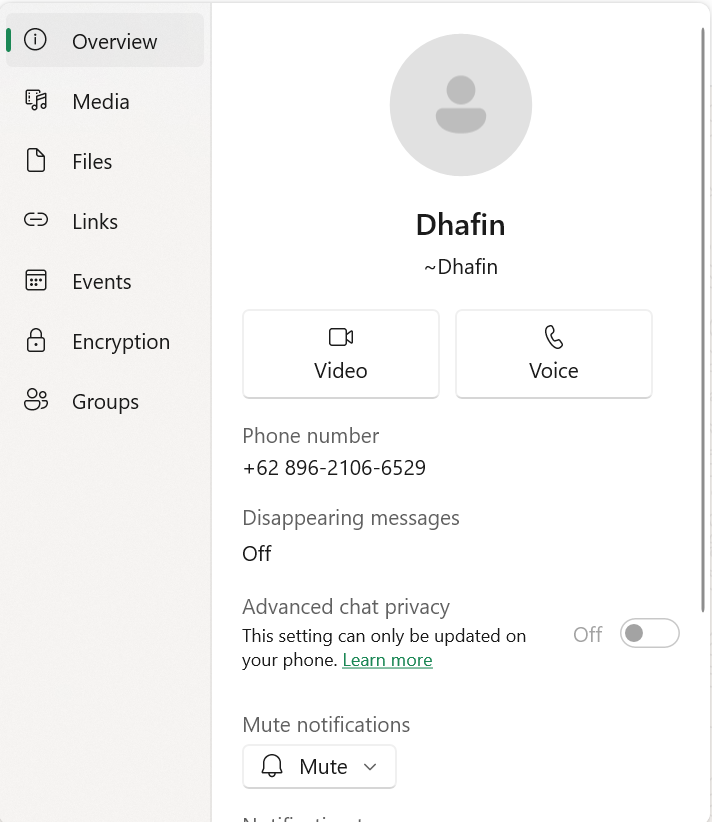 Overview
Media
Files
Links
Events
Encryption
Groups
Dhafin
~Dhafin
Video
Voice
Phone number
+62 896-2106-6529
Disappearing messages
Off
Advanced chat privacy
This setting can only be updated on
your phone. Learn more
Off
Mute notifications
Mute